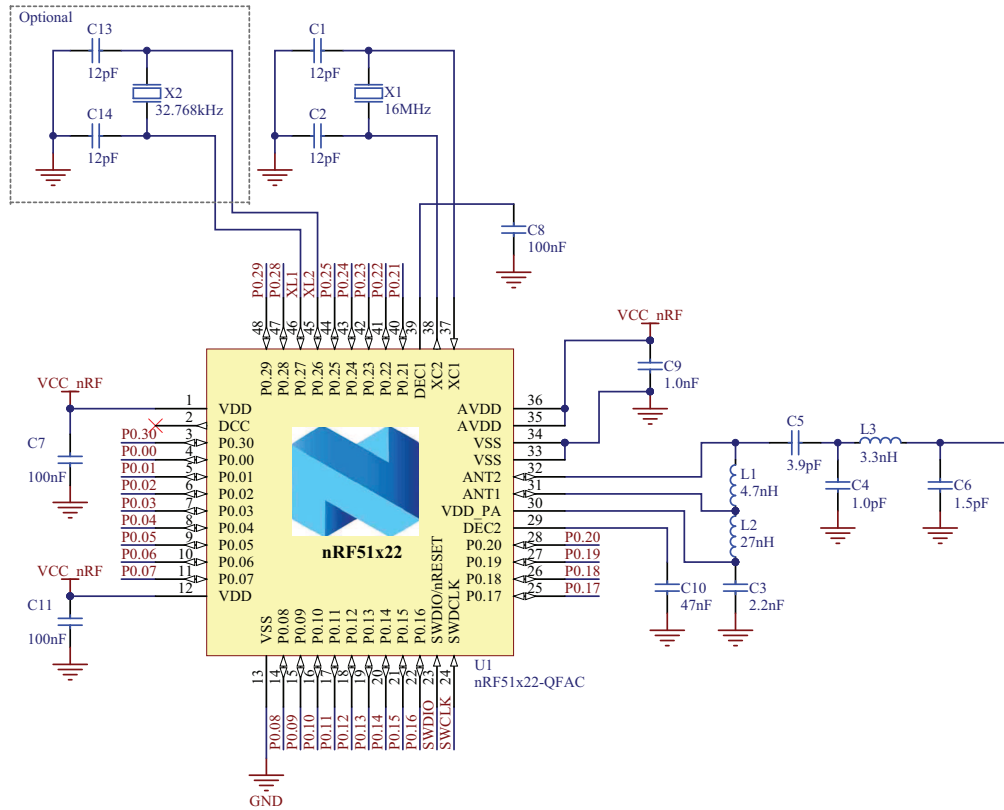 Optional
C13
12pF
X2
32.768kHz
C14
12pF
C1
12pF
X1
16MHz
C2
12pF
C8
100nF
P0.29
P0.28
XL1
XL2
P0.25
P0.24
P0.23
P0.22
P0.21
48
47
46
45
44
43
42
41
40
39
38
37
P0.29
P0.28
P0.27
P0.26
P0.25
P0.24
P0.23
P0.22
P0.21
DEC1
XC2
XC1
VCC_nRF
C7
100nF
VCC_nRF
C11
100nF
P0.30
P0.00
P0.01
P0.02
P0.03
P0.04
P0.05
P0.06
P0.07
1
2
3
4
5
6
7
8
9
10
11
12
VDD
DCC
P0.30
P0.00
P0.01
P0.02
P0.03
P0.04
P0.05
P0.06
P0.07
VDD
nRF51x22
AVDD
AVDD
VSS
VSS
ANT2
ANT1
VDD_PA
DEC2
P0.20
P0.19
P0.18
P0.17
36
35
34
33
32
31
30
29
28
27
26
25
P0.20
P0.19
P0.18
P0.17
VCC_nRF
C9
1.0nF
C5
3.9pF
L3
3.3nH
L1
4.7nH
L2
27nH
C4
1.0pF
C6
1.5pF
C10
47nF
C3
2.2nF
VSS
P0.08
P0.09
P0.10
P0.11
P0.12
P0.13
P0.14
P0.15
P0.16
SWDIO/nRESET
SWDCLK
13
14
15
16
17
18
19
20
21
22
23
24
U1
nRF51x22-QFAC
P0.08
P0.09
P0.10
P0.11
P0.12
P0.13
P0.14
P0.15
P0.16
SWDIO
SWCLK
GND